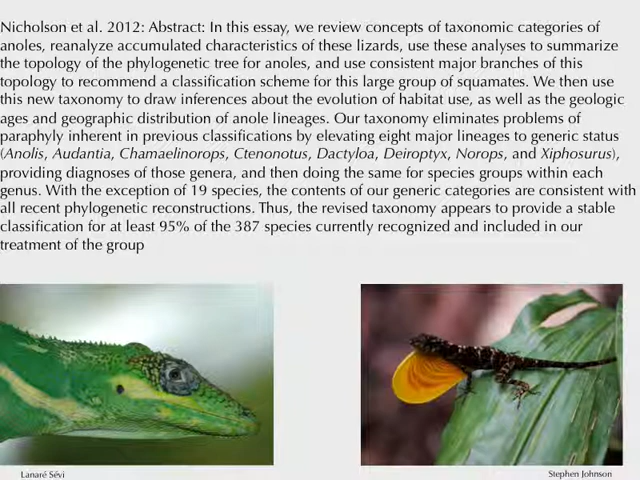 Nicholson et al. 2012: Abstract: In this essay, we review concepts of taxonomic categories of
anoles, reanalyze accumulated characteristics of these lizards, use these analyses to summarize
the topology of the phylogenetic tree for anoles, and use consistent major branches of this
topology to recommend a classification scheme for this large group of squamates. We then use
this new taxonomy to draw inferences about the evolution of habitat use, as well as the geologic
ages and geographic distribution of anole lineages. Our taxonomy eliminates problems of
paraphyly inherent in previous classifications by elevating eight major lineages to generic status
(Anolis, Audantia, Chamaelinorops, Ctenonotus, Dactyloa, Deiroptyx, Norops, and Xiphosurus),
providing diagnoses of those genera, and then doing the same for species groups within each
genus. With the exception of 19 species, the contents of our generic categories are consistent with
all recent phylogenetic reconstructions. Thus, the revised taxonomy appears to provide a stable
classification for at least 95% of the 387 species currently recognized and included in our
treatment of the group
Lanaré Sévi
Stephen Johnson